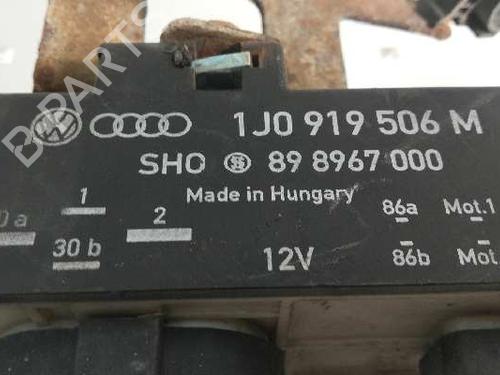 B-PARTS
1J0 919 506 M
SHO 89 8967 000
Made in Hungary
1
2
a
30 b
12V
86a
Mot.1
86b
Mot